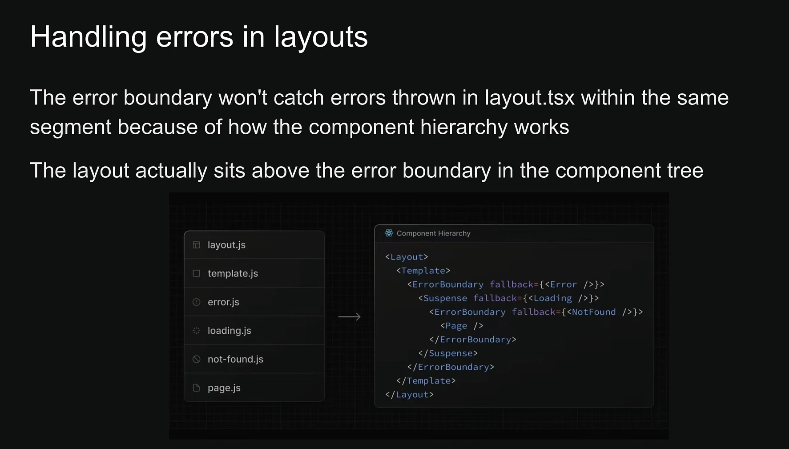 Handling errors in layouts
The error boundary won't catch errors thrown in layout.tsx within the same
segment because of how the component hierarchy works
The layout actually sits above the error boundary in the component tree
layout.js
template.js
error.js
loading.js
not-found.js
page.js
Component Hierarchy
<Layout>
<Template>
<ErrorBoundary fallback={<Error />}>
<Suspense fallback={<Loading />}>
<ErrorBoundary fallback={<NotFound />}>
<Page />
</ErrorBoundary>
</Suspense>
</ErrorBoundary>
</Template>
</Layout>